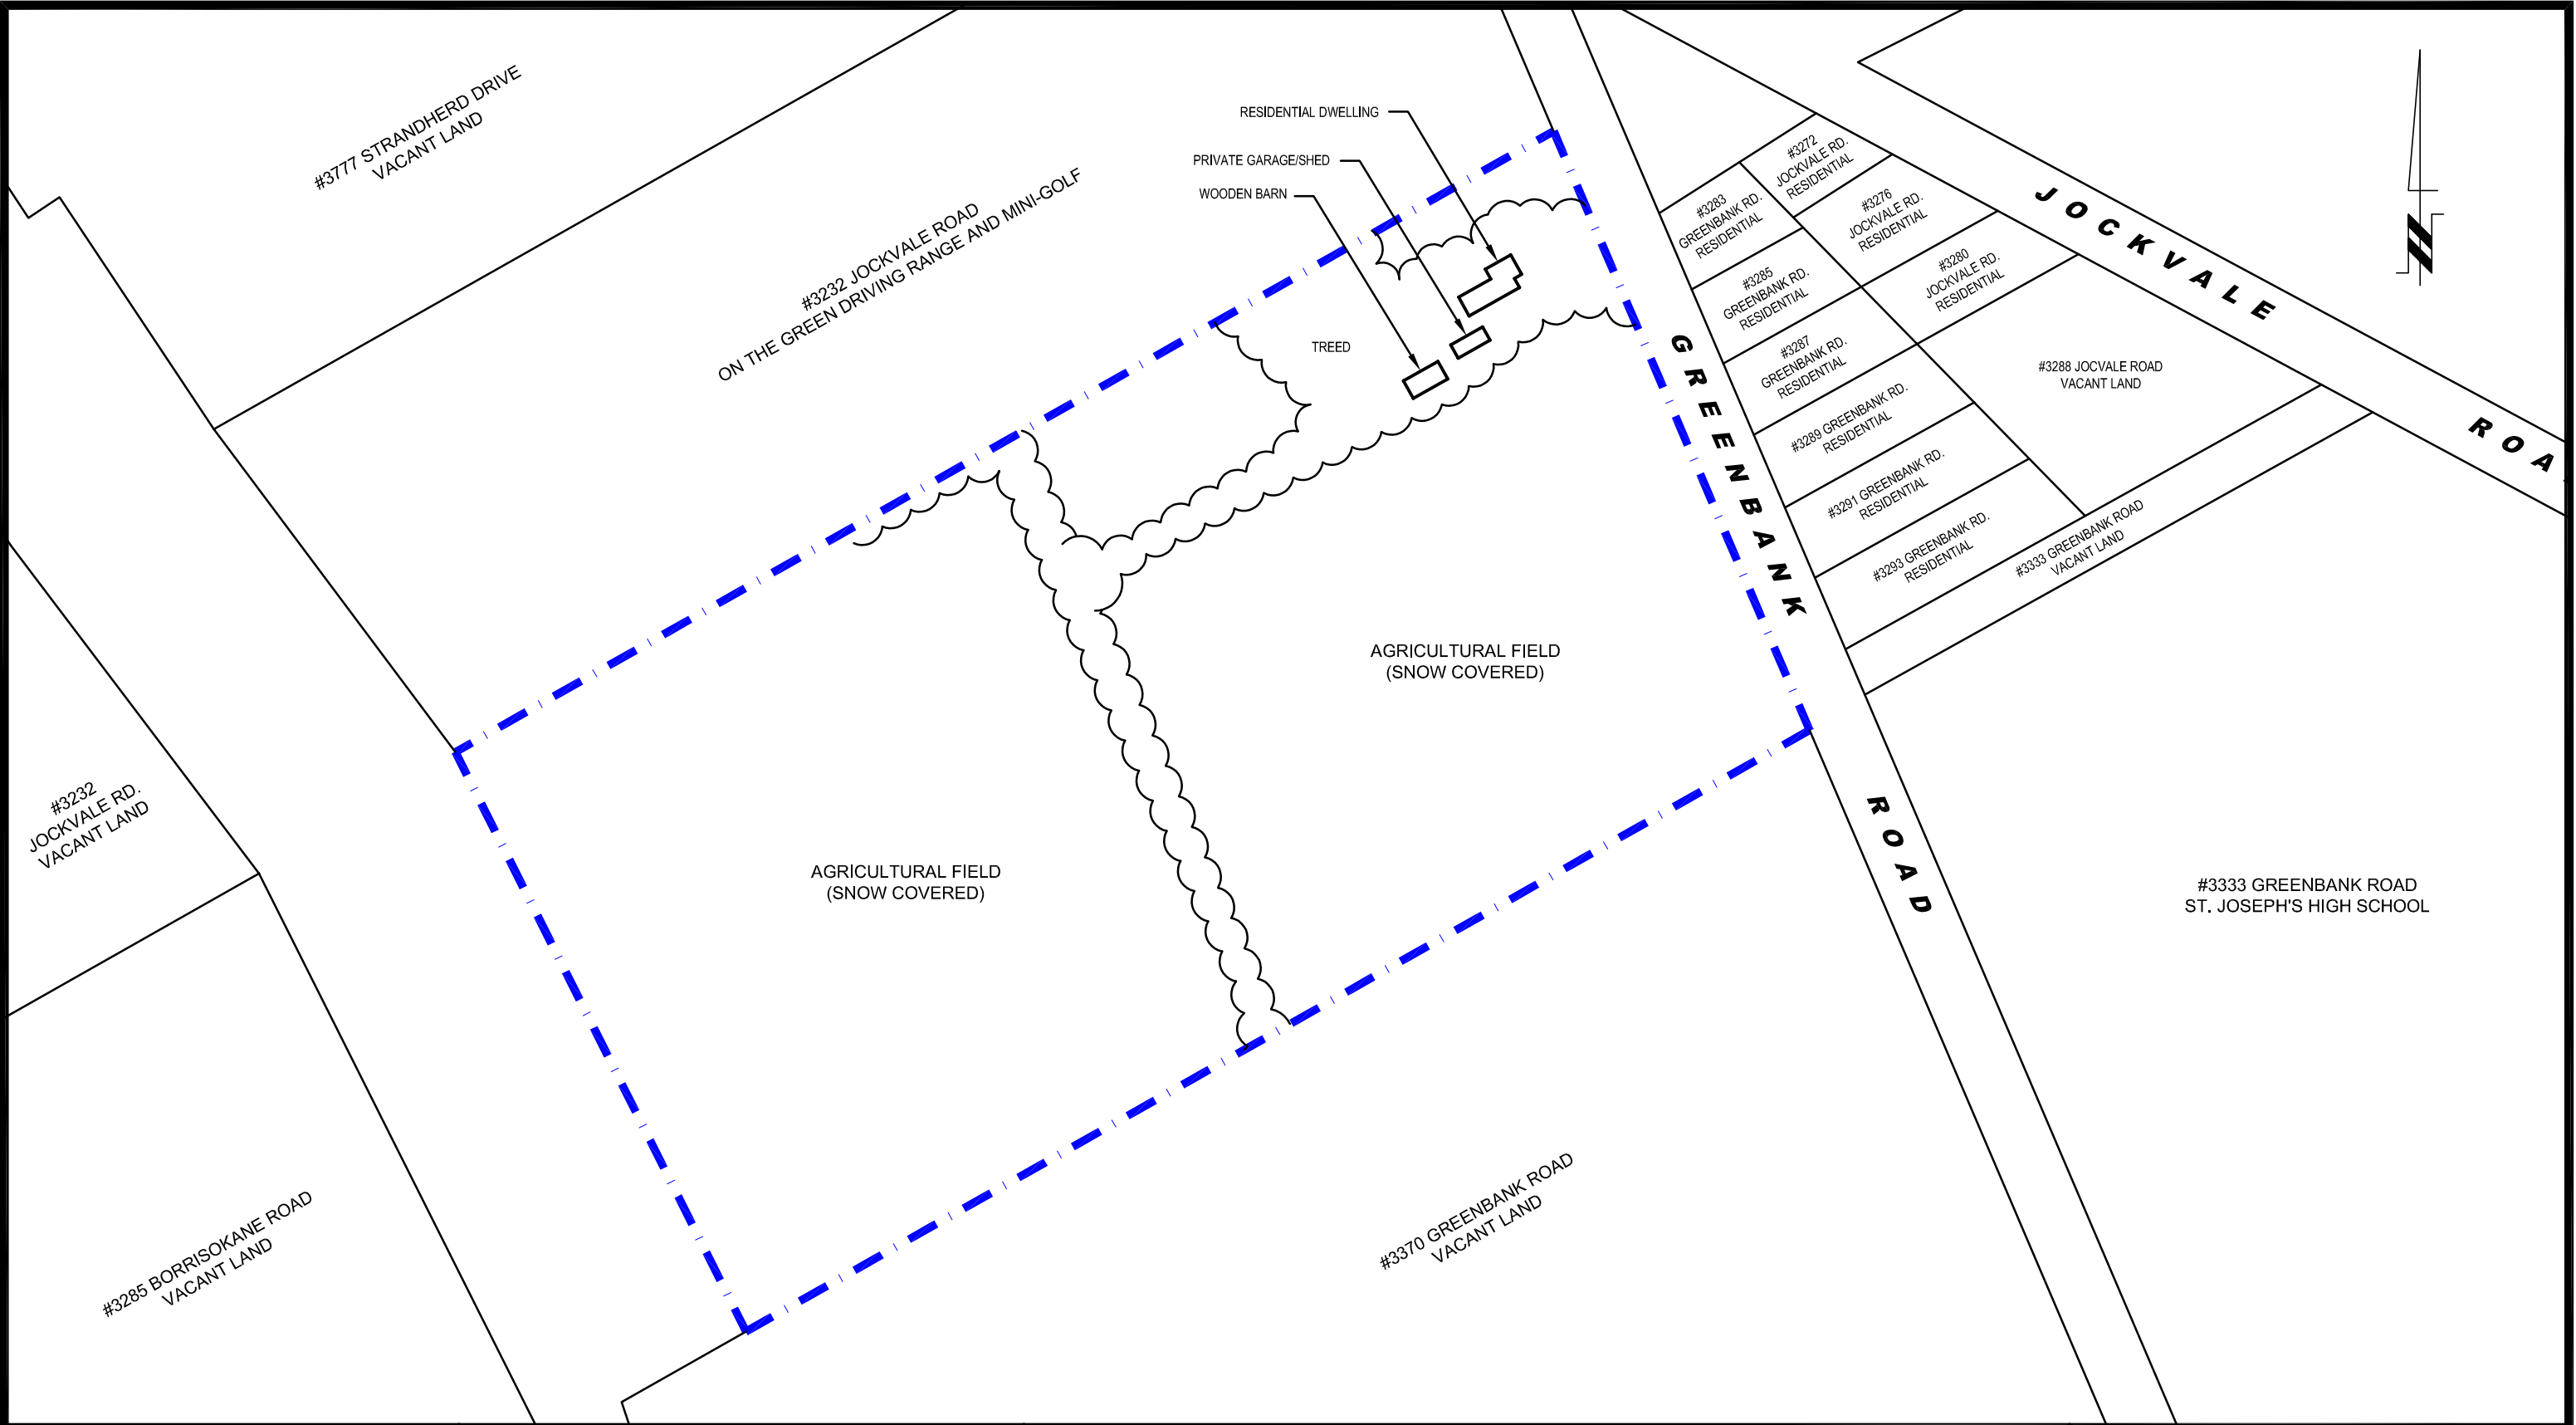 #3777 STRANDHERD DRIVE
VACANT LAND
RESIDENTIAL DWELLING
PRIVATE GARAGE/SHED
WOODEN BARN
#3232 JOCKVALE ROAD
ON THE GREEN DRIVING RANGE AND MINI-GOLF
TREED
#3272
JOCKVALE RD.
RESIDENTIAL
#3283
GREENBANK RD.
RESIDENTIAL
#3276
JOCKVALE RD.
RESIDENTIAL
#3285
GREENBANK RD.
RESIDENTIAL
#3280
JOCKVALE RD.
RESIDENTIAL
#3287
GREENBANK RD.
RESIDENTIAL
#3288 JOCVALE ROAD
VACANT LAND
#3289 GREENBANK RD.
RESIDENTIAL
#3291 GREENBANK RD.
RESIDENTIAL
#3293 GREENBANK RD.
RESIDENTIAL
#3333 GREENBANK ROAD
VACANT LAND
JOCKVALE ROA
GREENBANK ROAD
N
AGRICULTURAL FIELD
(SNOW COVERED)
AGRICULTURAL FIELD
(SNOW COVERED)
#3232
JOCKVALE RD.
VACANT LAND
#3333 GREENBANK ROAD
ST. JOSEPH'S HIGH SCHOOL
#3285 BORRISOKANE ROAD
VACANT LAND
#3370 GREENBANK ROAD
VACANT LAND